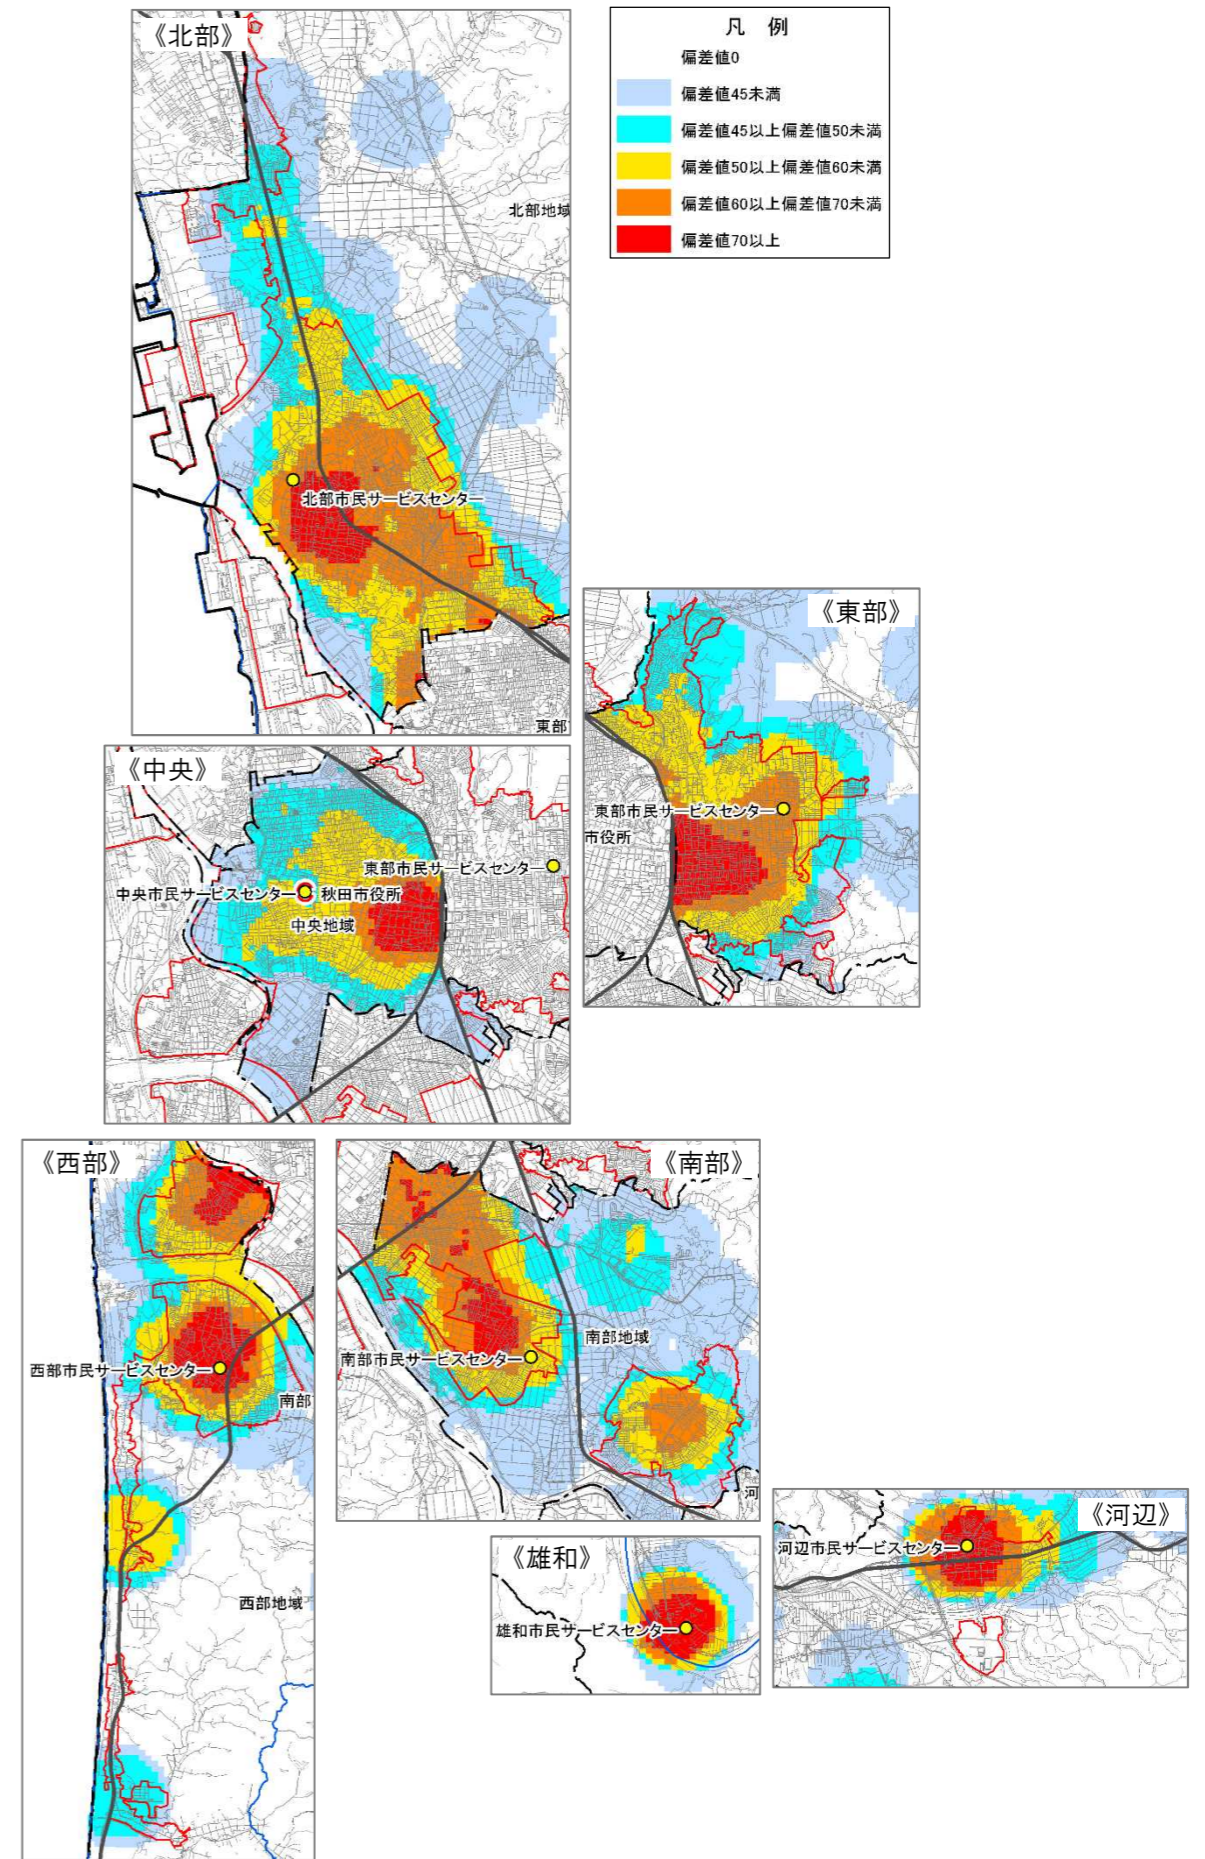 《北部》
凡 例
偏差値0
偏差値45未満
偏差値45以上偏差値50未満
偏差値50以上偏差値60未満
偏差値60以上偏差値70未満
偏差値70以上
北部地域
北部市民サービスセンター
東部
《東部》
東部市民サービスセンター
市役所
《中央》
東部市民サービスセンター
中央市民サービスセンター
秋田市役所
中央地域
《西部》
西部市民サービスセンター
南部
西部地域
《南部》
南部地域
南部市民サービスセンター
河
《雄和》
雄和市民サービスセンター
《河辺》
河辺市民サービスセンター